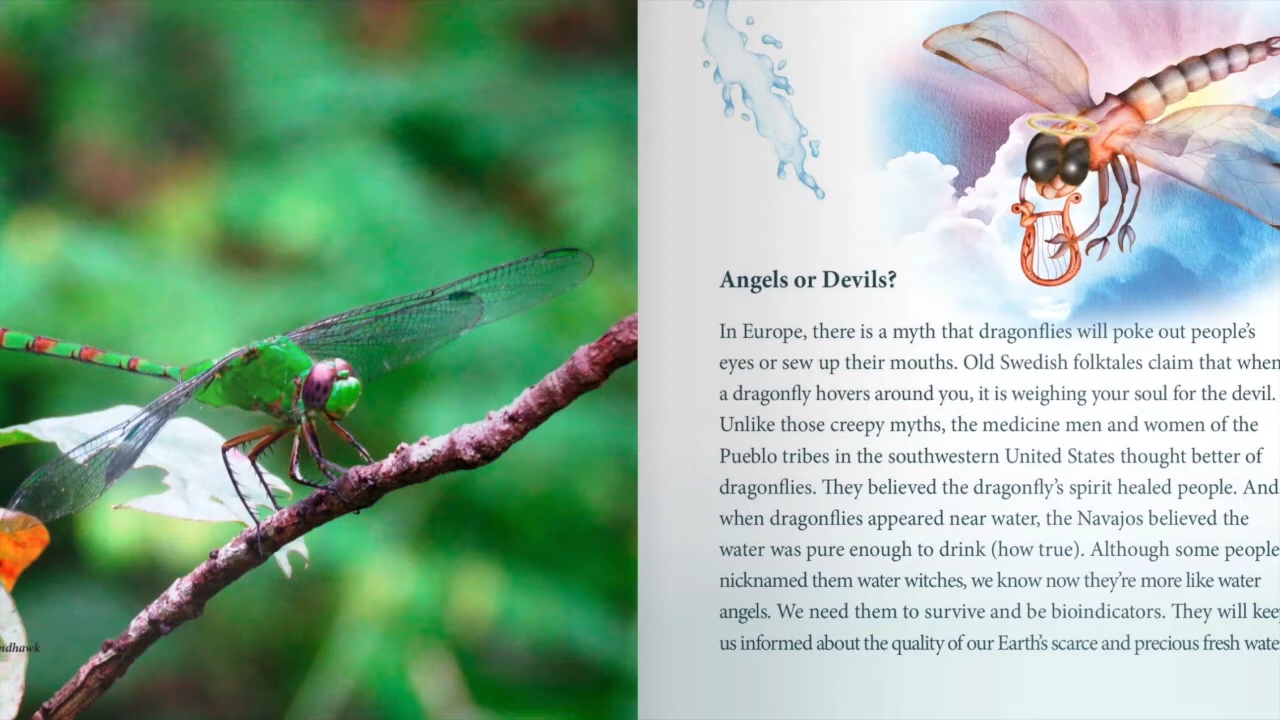 Angels or Devils?
In Europe, there is a myth that dragonflies will poke out people’s
eyes or sew up their mouths. Old Swedish folktales claim that when
a dragonfly hovers around you, it is weighing your soul for the devil.
Unlike those creepy myths, the medicine men and women of the
Pueblo tribes in the southwestern United States thought better of
dragonflies. They believed the dragonfly’s spirit healed people. And
when dragonflies appeared near water, the Navajos believed the
water was pure enough to drink (how true). Although some people
nicknamed them water witches, we know now they’re more like water
angels. We need them to survive and be bioindicators. They will
us informed about the quality of our Earth’s scarce and precious fresh